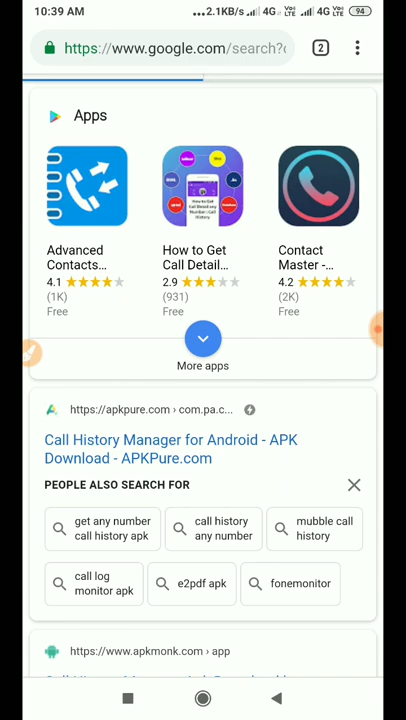 10:39 AM
...2.1KB/s 4G VoLTE 4G VoLTE 94
https://www.google.com/search?
2
Apps
Advanced Contacts...
How to Get Call Detail...
Contact Master -...
4.1
2.9
4.2
(1K)
(931)
(2K)
Free
Free
Free
More apps
https://apkpure.com › com.pa.c...
Call History Manager for Android - APK
Download - APKPure.com
PEOPLE ALSO SEARCH FOR
get any number
call history apk
call history
any number
mubble call
history
call log
monitor apk
e2pdf apk
fonemonitor
https://www.apkmonk.com › app